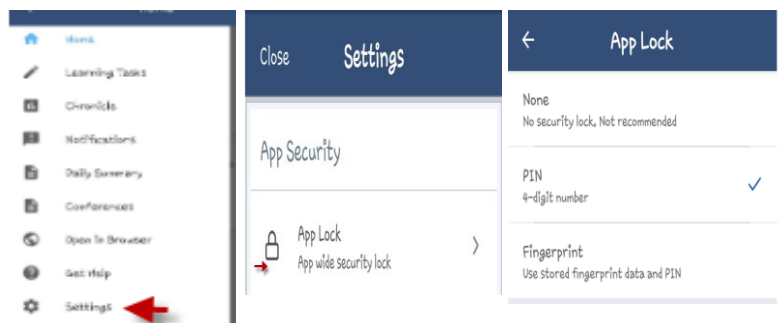 Home
Learning Tasks
Chronicle
Notifications
Daily Summary
Conferences
Open in Browser
Get Help
Settings
Close Settings
App Security
App Lock
App wide security lock
App Lock
None
No security lock, Not recommended
PIN
4-digit number
Fingerprint
Use stored fingerprint data and PIN